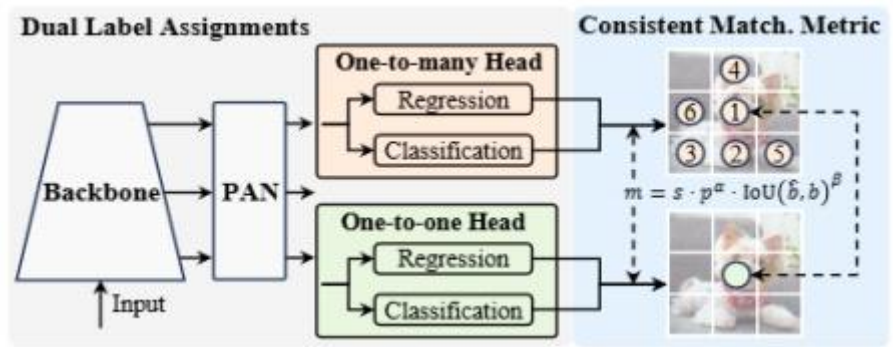 Dual Label Assignments
Consistent Match. Metric
One-to-many Head
Regression
Classification
Backbone
PAN
Input
One-to-one Head
Regression
Classification
4
6 1
3 2 5
m = s · p^α · IoU(b̂, b)^β